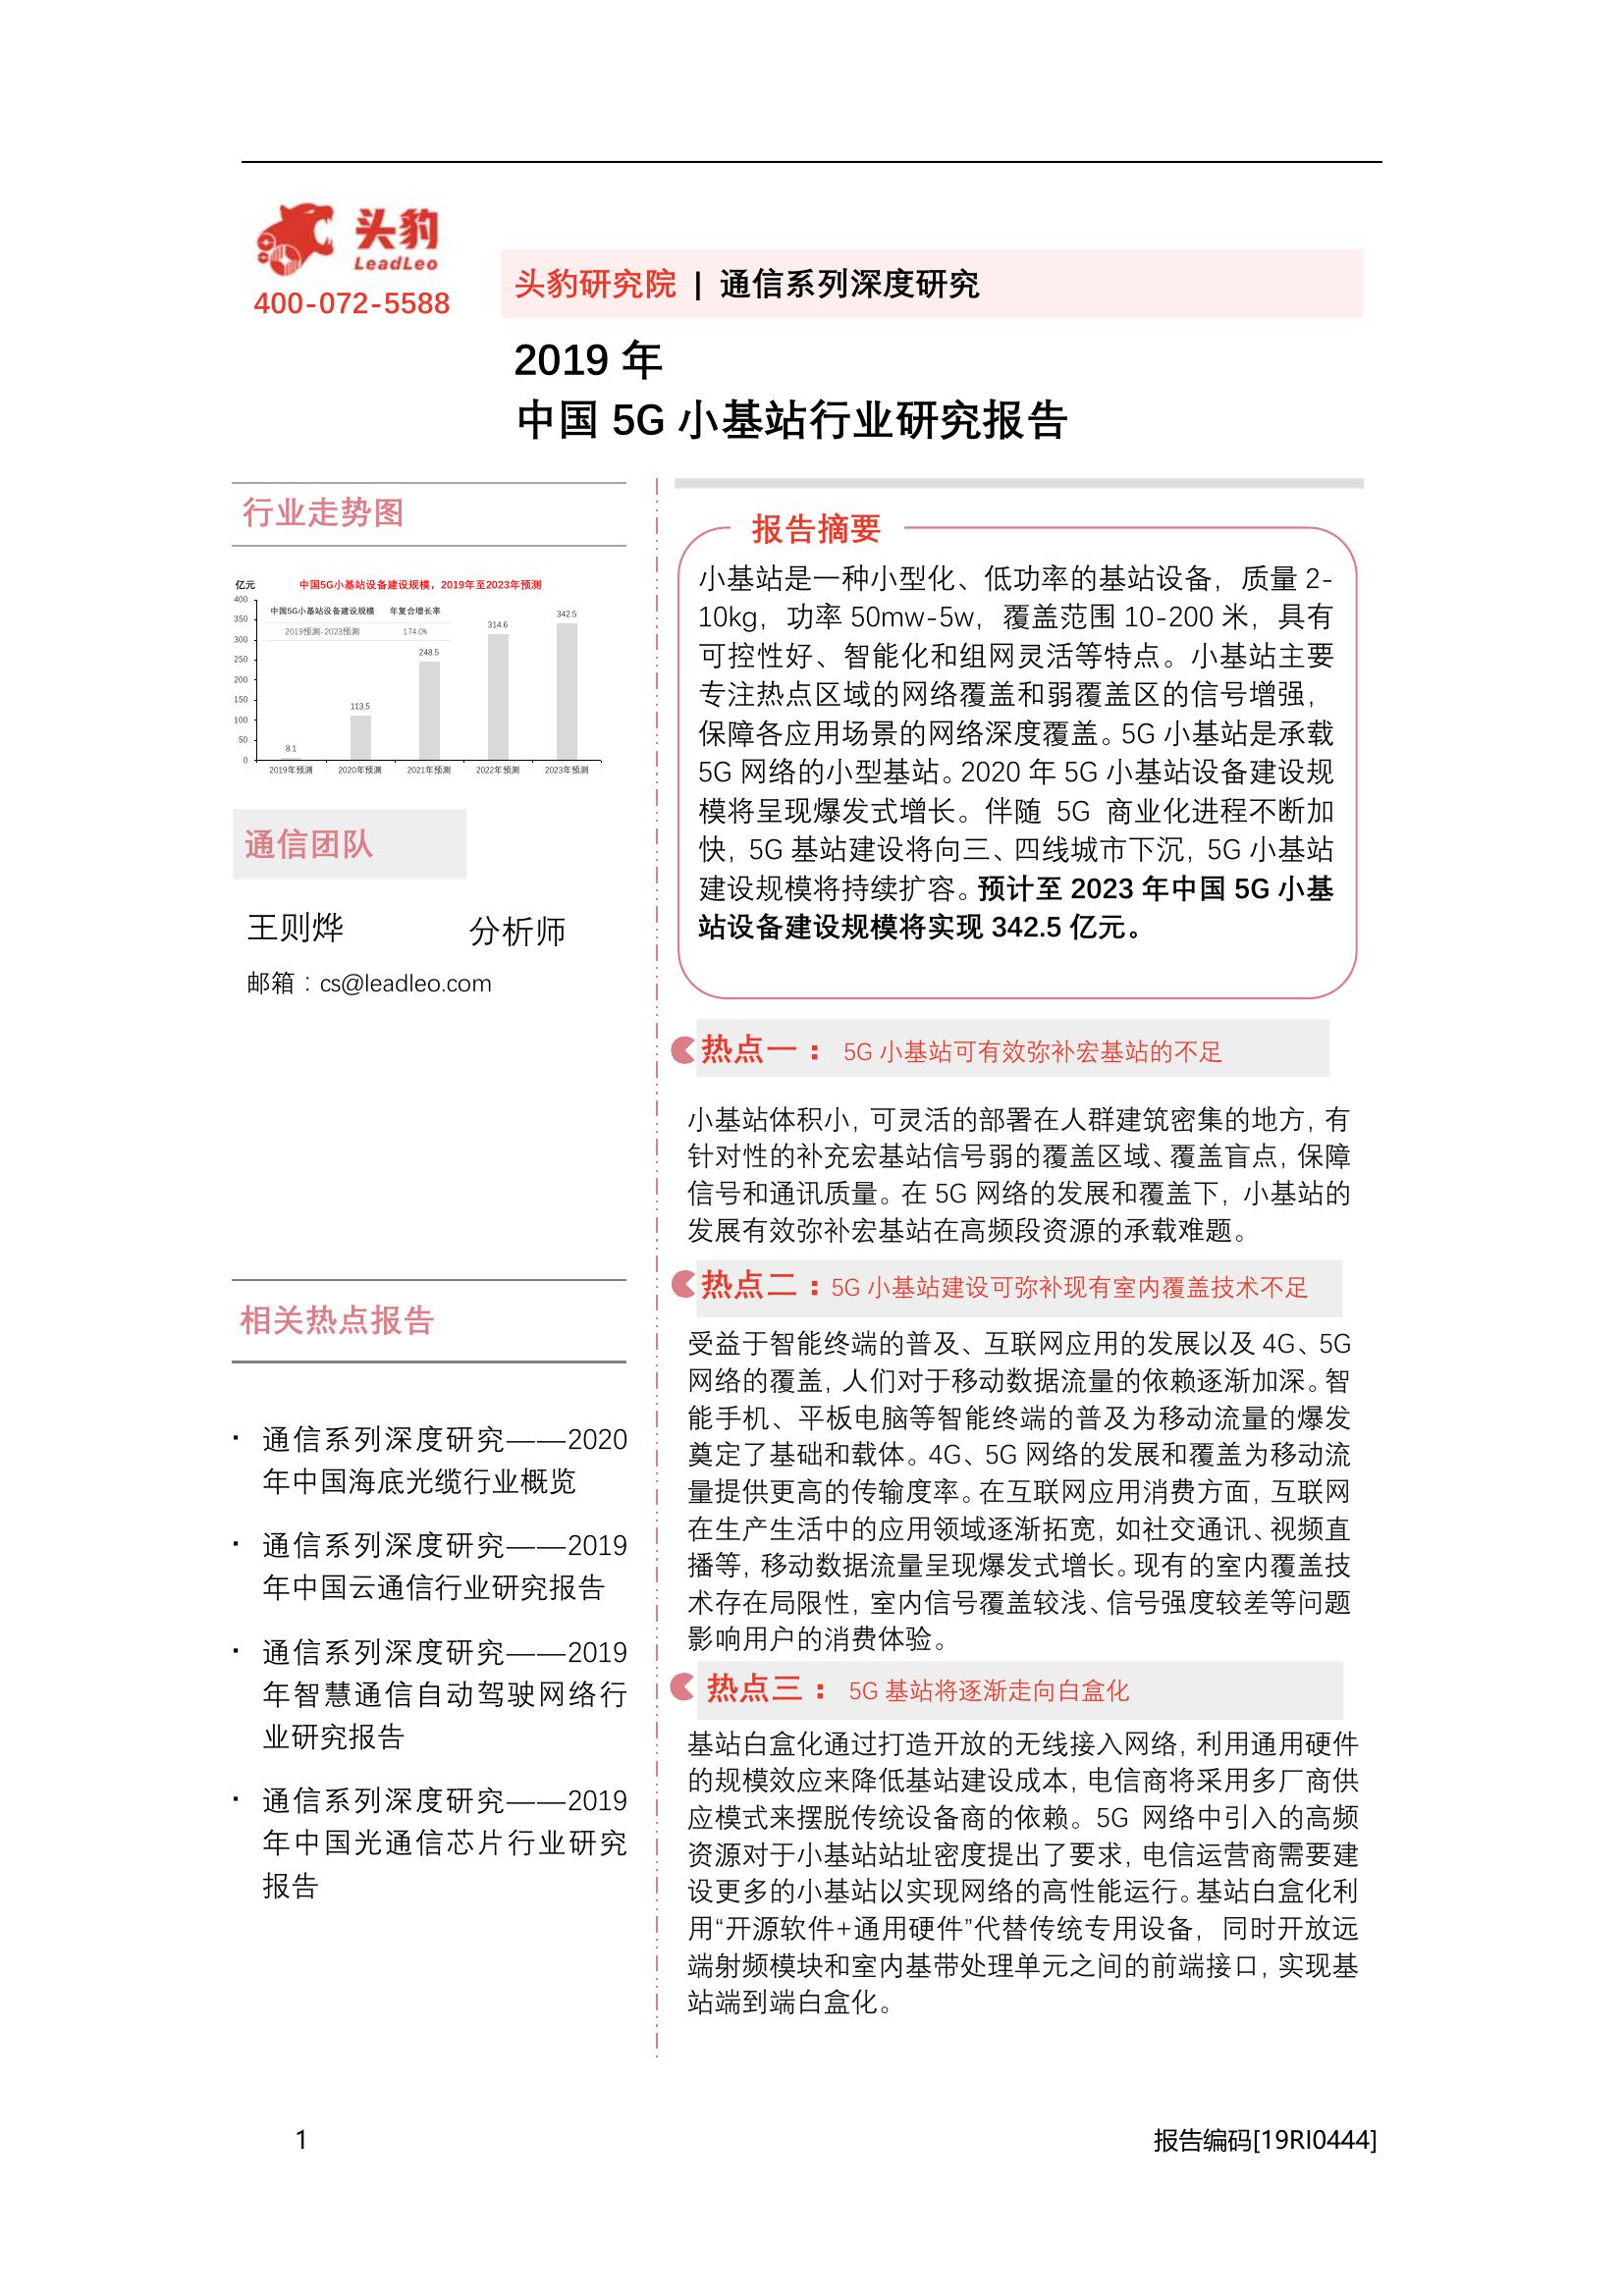 头豹
LeadLeo
400-072-5588
头豹研究院 | 通信系列深度研究
2019 年
中国 5G 小基站行业研究报告
行业走势图
亿元
中国5G小基站设备建设规模，2019年至2023年预测
中国5G小基站设备建设规模 年复合增长率
2019预测-2023预测 174.0%
400
350
300
250
200
150
100
50
0
8.1
113.5
248.5
314.6
342.5
2019年预测 2020年预测 2021年预测 2022年预测 2023年预测
通信团队
王则烨 分析师
邮箱：cs@leadleo.com
相关热点报告
· 通信系列深度研究——2020
年中国海底光缆行业概览
· 通信系列深度研究——2019
年中国云通信行业研究报告
· 通信系列深度研究——2019
年智慧通信自动驾驶网络行
业研究报告
· 通信系列深度研究——2019
年中国光通信芯片行业研究
报告
报告摘要
小基站是一种小型化、低功率的基站设备，质量 2-
10kg，功率 50mw-5w，覆盖范围 10-200 米，具有
可控性好、智能化和组网灵活等特点。小基站主要
专注热点区域的网络覆盖和弱覆盖区的信号增强，
保障各应用场景的网络深度覆盖。5G 小基站是承载
5G 网络的小型基站。2020 年 5G 小基站设备建设规
模将呈现爆发式增长。伴随 5G 商业化进程不断加
快，5G 基站建设将向三、四线城市下沉，5G 小基站
建设规模将持续扩容。预计至 2023 年中国 5G 小基
站设备建设规模将实现 342.5 亿元。
热点一： 5G 小基站可有效弥补宏基站的不足
小基站体积小，可灵活的部署在人群建筑密集的地方，有
针对性的补充宏基站信号弱的覆盖区域、覆盖盲点，保障
信号和通讯质量。在 5G 网络的发展和覆盖下，小基站的
发展有效弥补宏基站在高频段资源的承载难题。
热点二：5G 小基站建设可弥补现有室内覆盖技术不足
受益于智能终端的普及、互联网应用的发展以及 4G、5G
网络的覆盖，人们对于移动数据流量的依赖逐渐加深。智
能手机、平板电脑等智能终端的普及为移动流量的爆发
奠定了基础和载体。4G、5G 网络的发展和覆盖为移动流
量提供更高的传输度率。在互联网应用消费方面，互联网
在生产生活中的应用领域逐渐拓宽，如社交通讯、视频直
播等，移动数据流量呈现爆发式增长。现有的室内覆盖技
术存在局限性，室内信号覆盖较浅、信号强度较差等问题
影响用户的消费体验。
热点三： 5G 基站将逐渐走向白盒化
基站白盒化通过打造开放的无线接入网络，利用通用硬件
的规模效应来降低基站建设成本，电信商将采用多厂商供
应模式来摆脱传统设备商的依赖。5G 网络中引入的高频
资源对于小基站站址密度提出了要求，电信运营商需要建
设更多的小基站以实现网络的高性能运行。基站白盒化利
用“开源软件+通用硬件”代替传统专用设备，同时开放远
端射频模块和室内基带处理单元之间的前端接口，实现基
站端到端白盒化。
1
报告编码[19RI0444]